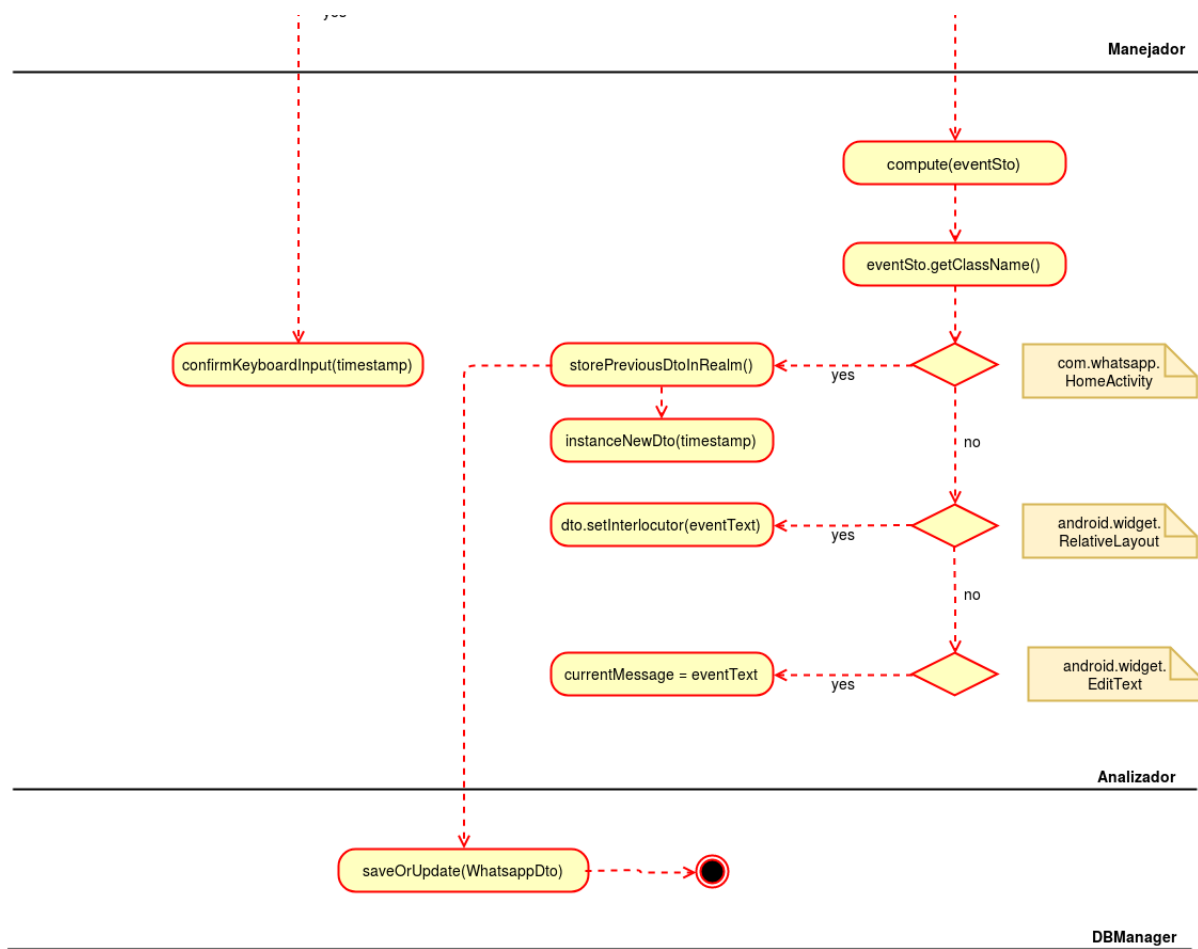 yes
Manejador
compute(eventSto)
eventSto.getClassName()
confirmKeyboardInput(timestamp)
storePreviousDtoInRealm()
yes
com.whatsapp.
HomeActivity
instanceNewDto(timestamp)
no
dto.setInterlocutor(eventText)
yes
android.widget.
RelativeLayout
no
currentMessage = eventText
yes
android.widget.
EditText
Analizador
saveOrUpdate(WhatsappDto)
DBManager